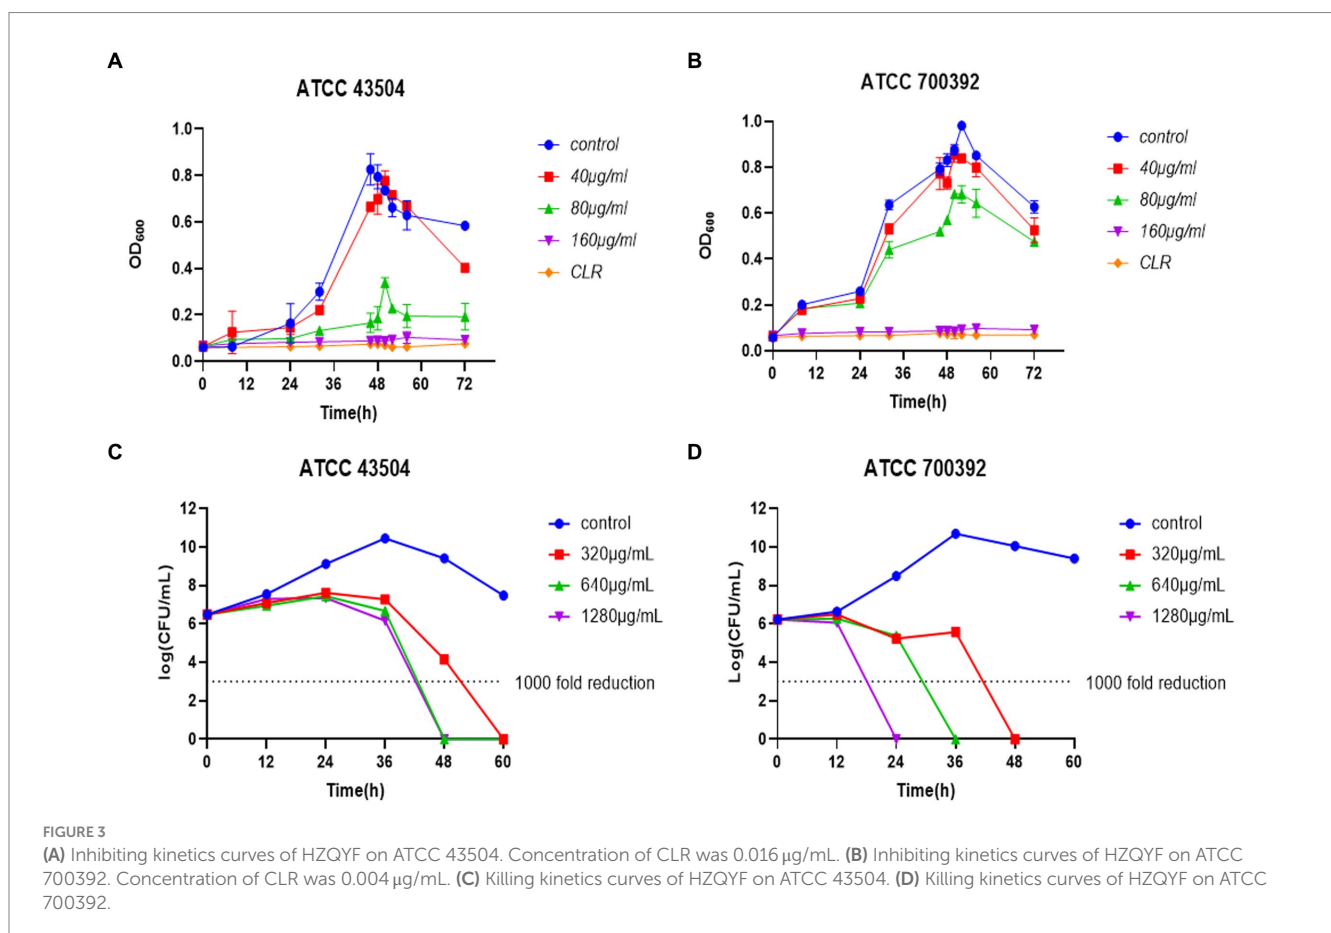 A
ATCC 43504
OD600
1.0
0.8
0.6
0.4
0.2
0.0
0 12 24 36 48 60 72
Time(h)
control
40µg/ml
80µg/ml
160µg/ml
CLR
B
ATCC 700392
OD600
1.0
0.8
0.6
0.4
0.2
0.0
0 12 24 36 48 60 72
Time(h)
control
40µg/ml
80µg/ml
160µg/ml
CLR
C
ATCC 43504
log(CFU/mL)
12
10
8
6
4
2
0
0 12 24 36 48 60
Time(h)
control
320µg/mL
640µg/mL
1280µg/mL
1000 fold reduction
D
ATCC 700392
Log(CFU/mL)
12
10
8
6
4
2
0
0 12 24 36 48 60
Time(h)
control
320µg/mL
640µg/mL
1280µg/mL
1000 fold reduction
FIGURE 3
(A) Inhibiting kinetics curves of HZQYF on ATCC 43504. Concentration of CLR was 0.016 µg/mL. (B) Inhibiting kinetics curves of HZQYF on ATCC
700392. Concentration of CLR was 0.004 µg/mL. (C) Killing kinetics curves of HZQYF on ATCC 43504. (D) Killing kinetics curves of HZQYF on ATCC
700392.